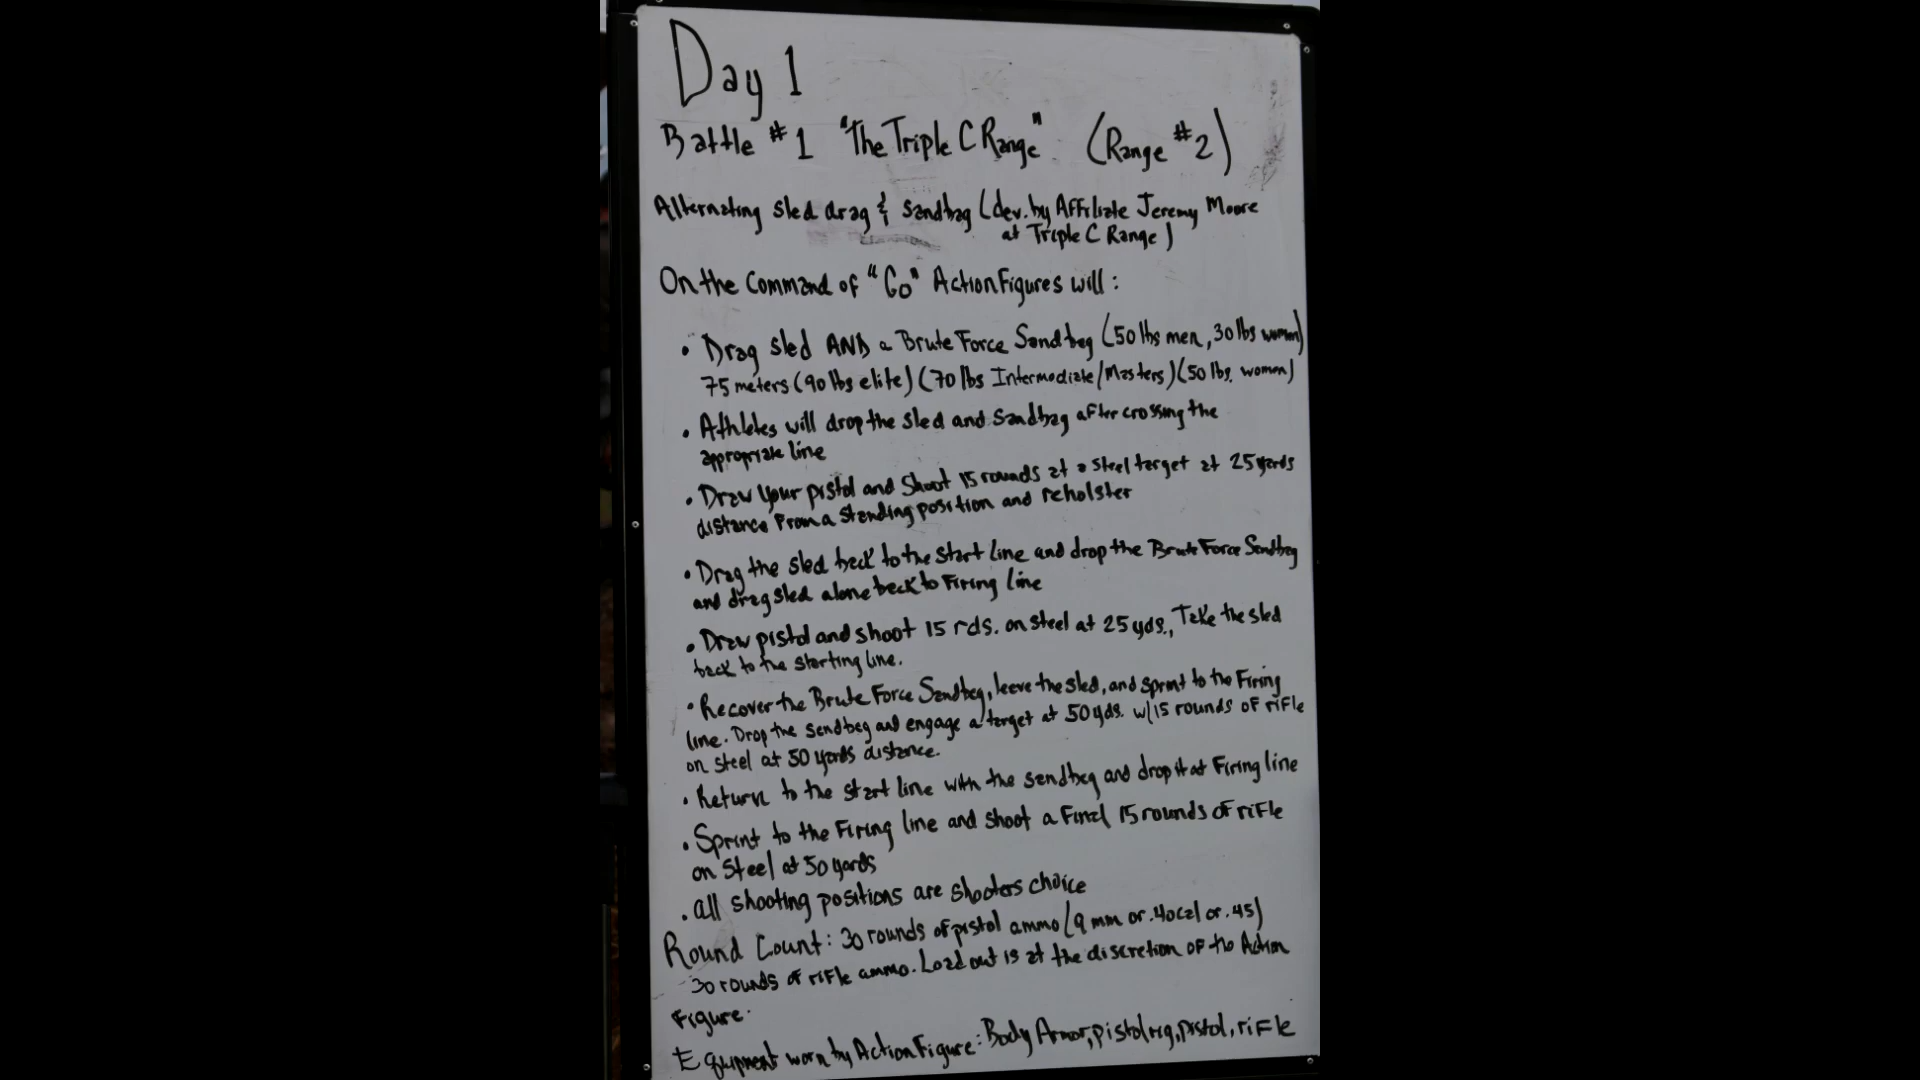 Day 1
Battle #1 "The Triple C Range" (Range #2)
Alternating sled drag & sandbag (dev. by Affiliate Jeremy Moore
at Triple C Range)
On the Command of "Go" Action Figures will:
• Drag sled AND a Brute Force Sandbag (50 lbs men, 30 lbs women)
75 meters (90 lbs elite) (70 lbs Intermediate/Masters) (50 lbs. women)
• Athletes will drop the sled and sandbag after crossing the
appropriate line
• Draw your pistol and shoot 15 rounds at a steel target at 25 yards
distance from a standing position and reholster
• Drag the sled back to the start line and drop the Brute Force Sandbag
and drag sled alone back to firing line
• Draw pistol and shoot 15 rds. on steel at 25 yds., Take the sled
back to the starting line.
• Recover the Brute Force Sandbag, leave the sled, and sprint to the firing
line. Drop the sandbag and engage a target at 50 yds. w/15 rounds of rifle
on steel at 50 yards distance.
• Return to the start line with the sandbag and drop it at firing line
• Sprint to the firing line and shoot a final 15 rounds of rifle
on steel at 50 yards
• all shooting positions are shooters choice
Round Count: 30 rounds of pistol ammo (9 mm or .40cal or .45)
30 rounds of rifle ammo. Load out is at the discretion of the Action
Figure.
Equipment worn by Action Figure: Body Armor, pistol rig, pistol, rifle